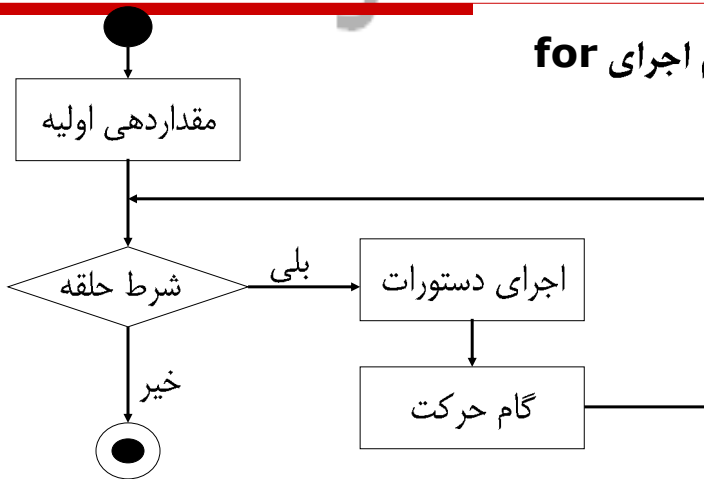 اجرای for
مقداردهی اولیه
شرط حلقه
بلی
اجرای دستورات
گام حرکت
خیر